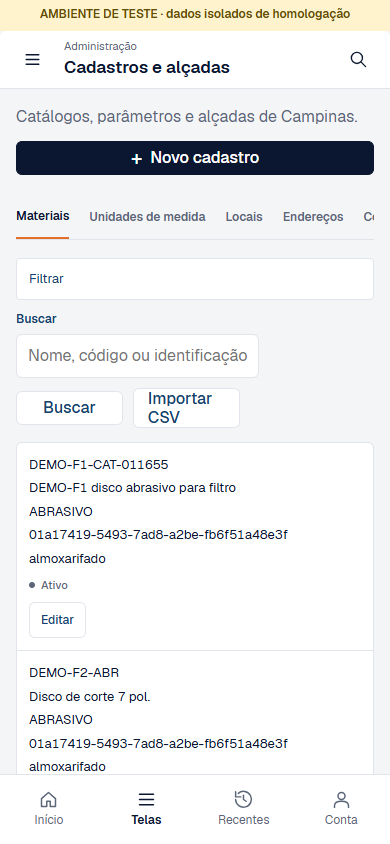 AMBIENTE DE TESTE · dados isolados de homologação
Administração
Cadastros e alçadas
Catálogos, parâmetros e alçadas de Campinas.
+ Novo cadastro
Materiais Unidades de medida Locais Endereços
Filtrar
Buscar
Nome, código ou identificação
Buscar
Importar
CSV
DEMO-F1-CAT-011655
DEMO-F1 disco abrasivo para filtro
ABRASIVO
01a17419-5493-7ad8-a2be-fb6f51a48e3f
almoxarifado
Ativo
Editar
DEMO-F2-ABR
Disco de corte 7 pol.
ABRASIVO
01a17419-5493-7ad8-a2be-fb6f51a48e3f
almoxarifado
Início Telas Recentes Conta